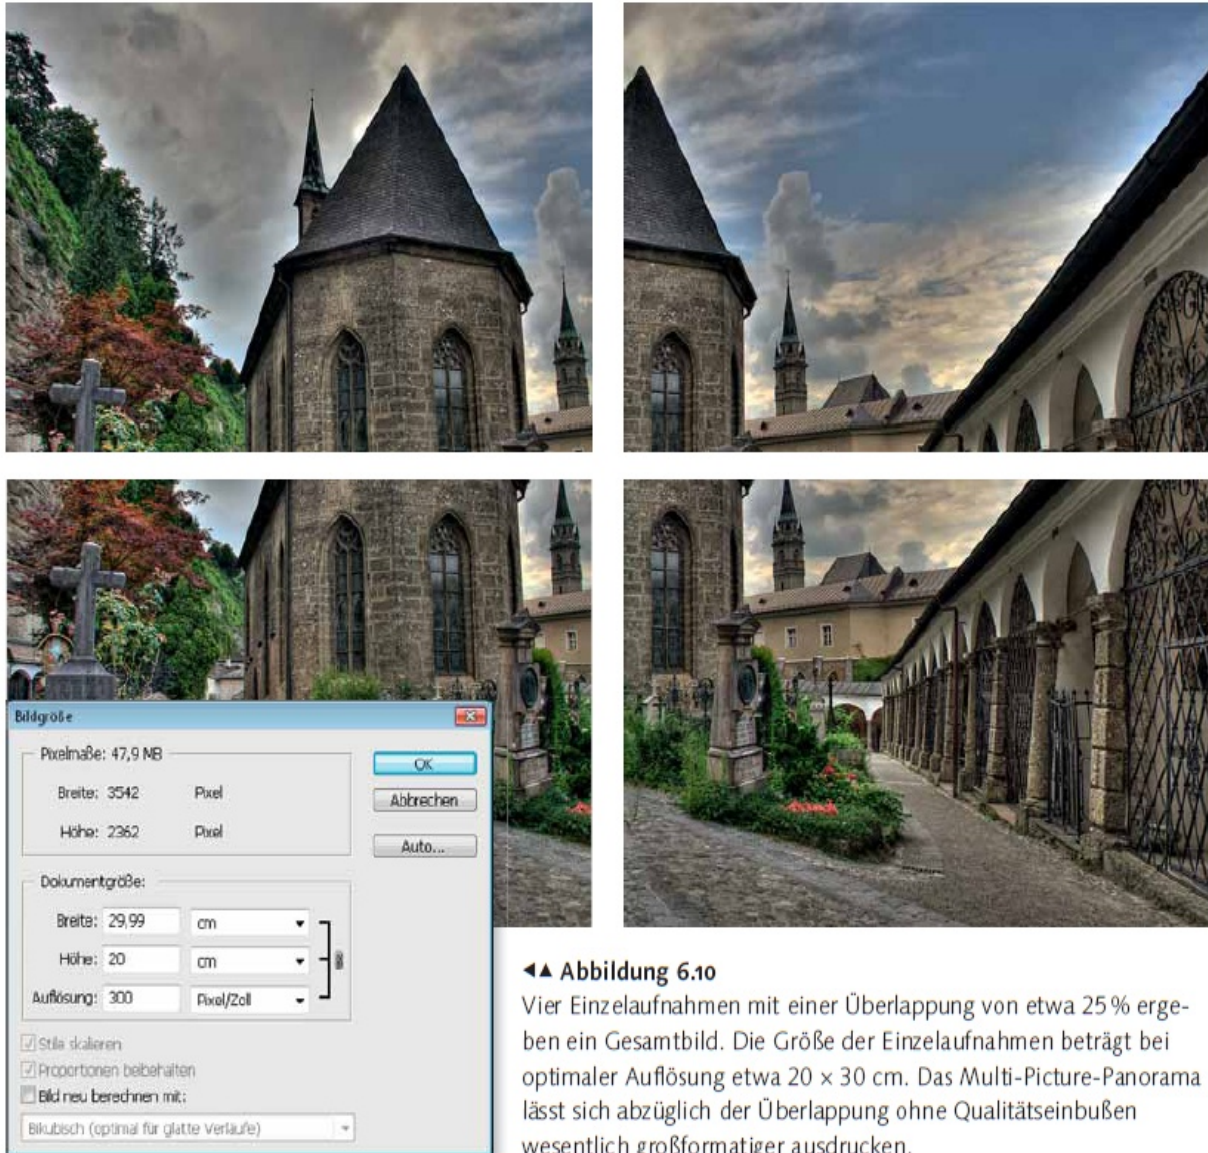 Bildgröße
Pixelmaße: 47,9 MB
Breite: 3542 Pixel
Höhe: 2362 Pixel
OK
Abbrechen
Auto...
Dokumentgröße:
Breite: 29,99 cm
Höhe: 20 cm
Auflösung: 300 Pixel/Zoll
Stile skalieren
Proportionen beibehalten
Bild neu berechnen mit:
Bikubisch (optimal für glatte Verläufe)
Abbildung 6.10
Vier Einzelaufnahmen mit einer Überlappung von etwa 25 % erge-
ben ein Gesamtbild. Die Größe der Einzelaufnahmen beträgt bei
optimaler Auflösung etwa 20 × 30 cm. Das Multi-Picture-Panorama
lässt sich abzüglich der Überlappung ohne Qualitätseinbußen
wesentlich großformatiger ausdrucken.